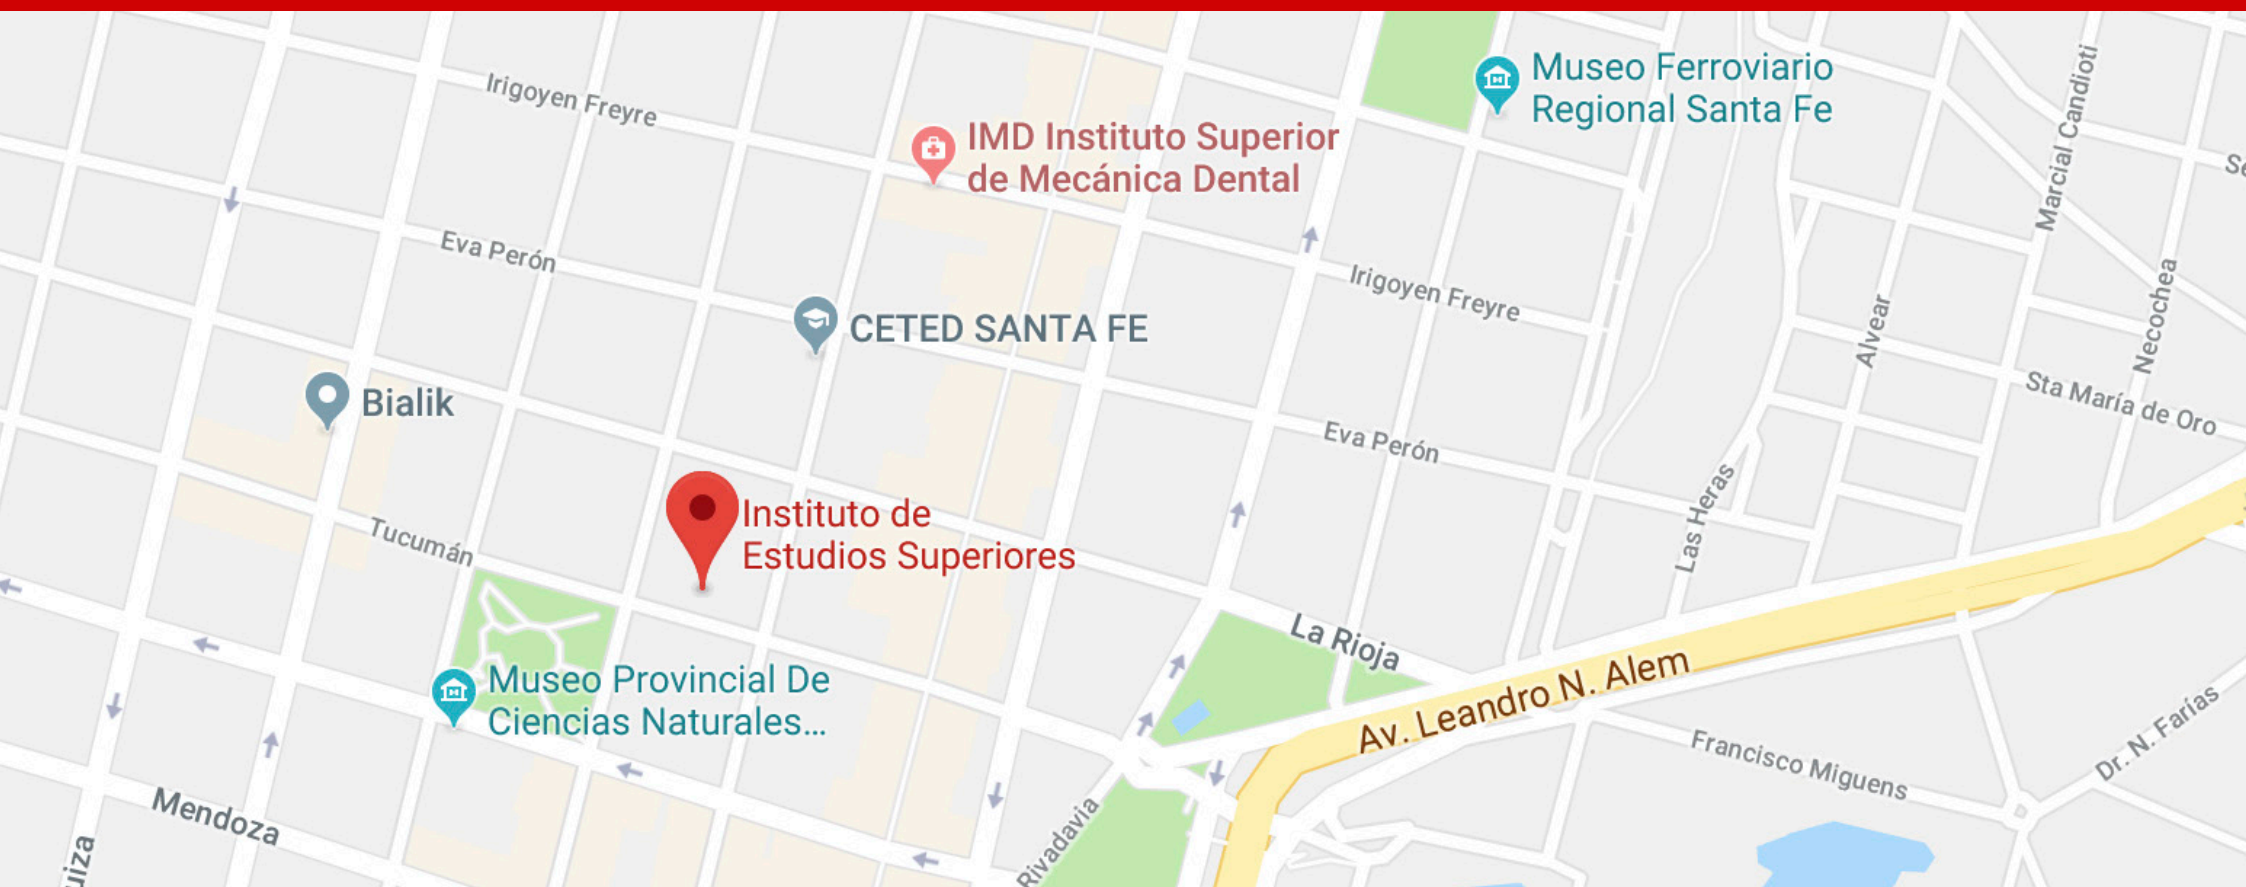 Museo Ferroviario
Regional Santa Fe
Irigoyen Freyre
Marcial Candioti
IMD Instituto Superior
de Mecánica Dental
Eva Perón
Irigoyen Freyre
Necochea
Alvear
CETED SANTA FE
Bialik
Sta María de Oro
Eva Perón
Las Heras
Tucumán
Instituto de
Estudios Superiores
La Rioja
Museo Provincial De
Ciencias Naturales...
Av. Leandro N. Alem
Francisco Miguens
Dr. N. Farías
Mendoza
Rivadavia